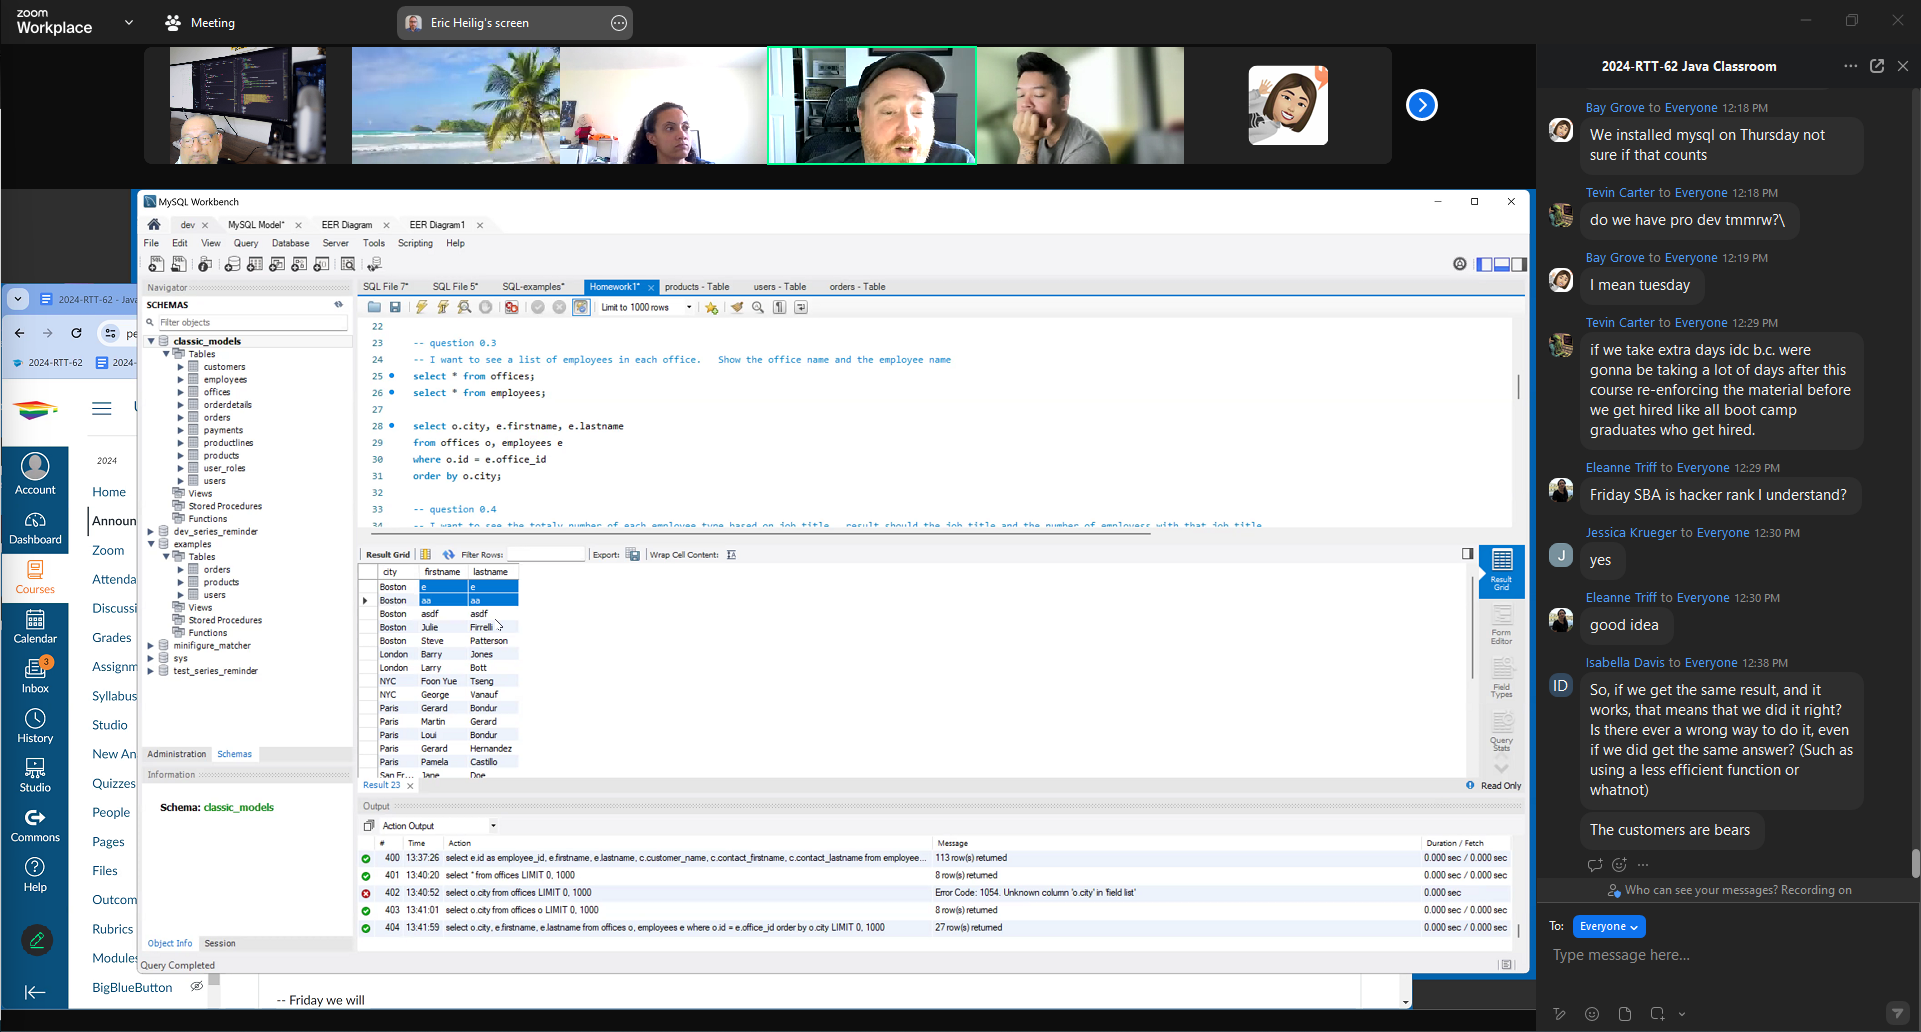 zoom
Workplace
Meeting
Eric Heilig's screen
2024-RTT-62 Java Classroom
Bay Grove to Everyone 12:18 PM
We installed mysql on Thursday not
sure if that counts
Tevin Carter to Everyone 12:18 PM
do we have pro dev tmmrw?\
Bay Grove to Everyone 12:19 PM
I mean tuesday
Tevin Carter to Everyone 12:29 PM
if we take extra days idc b.c. were
gonna be taking a lot of days after this
course re-enforcing the material before
we get hired like all boot camp
graduates who get hired.
Eleanne Triff to Everyone 12:29 PM
Friday SBA is hacker rank I understand?
Jessica Krueger to Everyone 12:30 PM
J
yes
Eleanne Triff to Everyone 12:30 PM
good idea
Isabella Davis to Everyone 12:38 PM
ID
So, if we get the same result, and it
works, that means that we did it right?
Is there ever a wrong way to do it, even
if we did get the same answer? (Such as
using a less efficient function or
whatnot)
The customers are bears
Who can see your messages? Recording on
To: Everyone
Type message here...
MySQL Workbench
dev MySQL Model* EER Diagram EER Diagram1
File Edit View Query Database Server Tools Scripting Help
Navigator
SCHEMAS
Filter objects
classic_models
Tables
customers
employees
offices
orderdetails
orders
payments
productlines
products
user_roles
users
Views
Stored Procedures
Functions
dev_series_reminder
examples
Tables
orders
products
users
Views
Stored Procedures
Functions
minifigure_matcher
sys
test_series_reminder
Administration Schemas
Information
Schema: classic_models
Object Info Session
Query Completed
SQL File 7* SQL File 5* SQL-examples* Homework1* products - Table users - Table orders - Table
Limit to 1000 rows
22
23 -- question 0.3
24 -- I want to see a list of employees in each office. Show the office name and the employee name
25 select * from offices;
26 select * from employees;
27
28 select o.city, e.firstname, e.lastname
29 from offices o, employees e
30 where o.id = e.office_id
31 order by o.city;
32
33 -- question 0.4
34 -- I want to see the totaly number of each employee type based on job title. result should the job title and the number of employess with that job title
Result Grid Filter Rows: Export: Wrap Cell Content:
city firstname lastname
Boston e e
Boston aa aa
Boston asdf asdf
Boston Julie Firrelli
Boston Steve Patterson
London Barry Jones
London Larry Bott
NYC Foon Yue Tseng
NYC George Vanauf
Paris Gerard Bondur
Paris Martin Gerard
Paris Loui Bondur
Paris Gerard Hernandez
Paris Pamela Castillo
San Fr... Jane Doe
Result
Grid
Form
Editor
Field
Types
Query
Stats
Result 23
Read Only
Output
Action Output
# Time Action Message Duration / Fetch
400 13:37:26 select e.id as employee_id, e.firstname, e.lastname, c.customer_name, c.contact_firstname, c.contact_lastname from employee... 113 row(s) returned 0.000 sec / 0.000 sec
401 13:40:20 select * from offices LIMIT 0, 1000 8 row(s) returned 0.000 sec / 0.000 sec
402 13:40:52 select o.city from offices LIMIT 0, 1000 Error Code: 1054. Unknown column 'o.city' in 'field list' 0.000 sec
403 13:41:01 select o.city from offices o LIMIT 0, 1000 8 row(s) returned 0.000 sec / 0.000 sec
404 13:41:59 select o.city, e.firstname, e.lastname from offices o, employees e where o.id = e.office_id order by o.city LIMIT 0, 1000 27 row(s) returned 0.000 sec / 0.000 sec
2024-RTT-62 - Java
pe
2024-RTT-62 2024-
Account
Dashboard
Courses
Calendar
3
Inbox
History
Studio
Commons
Help
2024
Home
Announ
Zoom
Attenda
Discussi
Grades
Assignm
Syllabus
Studio
New An
Quizzes
People
Pages
Files
Outcom
Rubrics
Modules
BigBlueButton
-- Friday we will